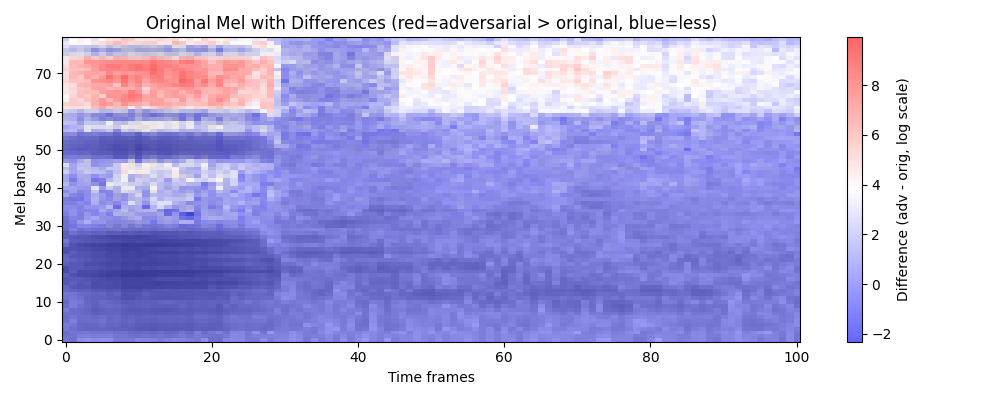 Original Mel with Differences (red=adversarial > original, blue=less)
Mel bands
70
60
50
40
30
20
10
0
0 20 40 60 80 100
Time frames
8
6
4
2
0
−2
Difference (adv - orig, log scale)